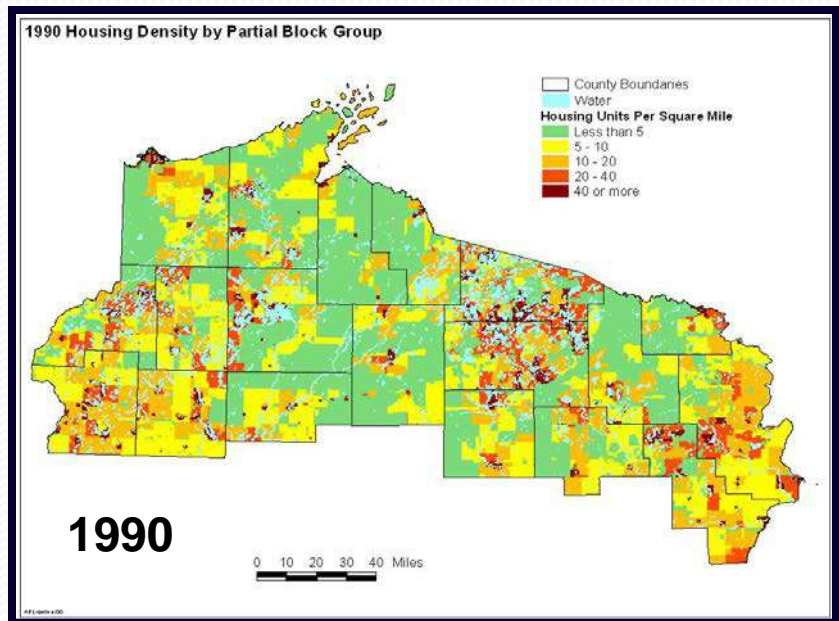 1990 Housing Density by Partial Block Group
County Boundaries
Water
Housing Units Per Square Mile
Less than 5
5 - 10
10 - 20
20 - 40
40 or more
1990
0 10 20 30 40 Miles